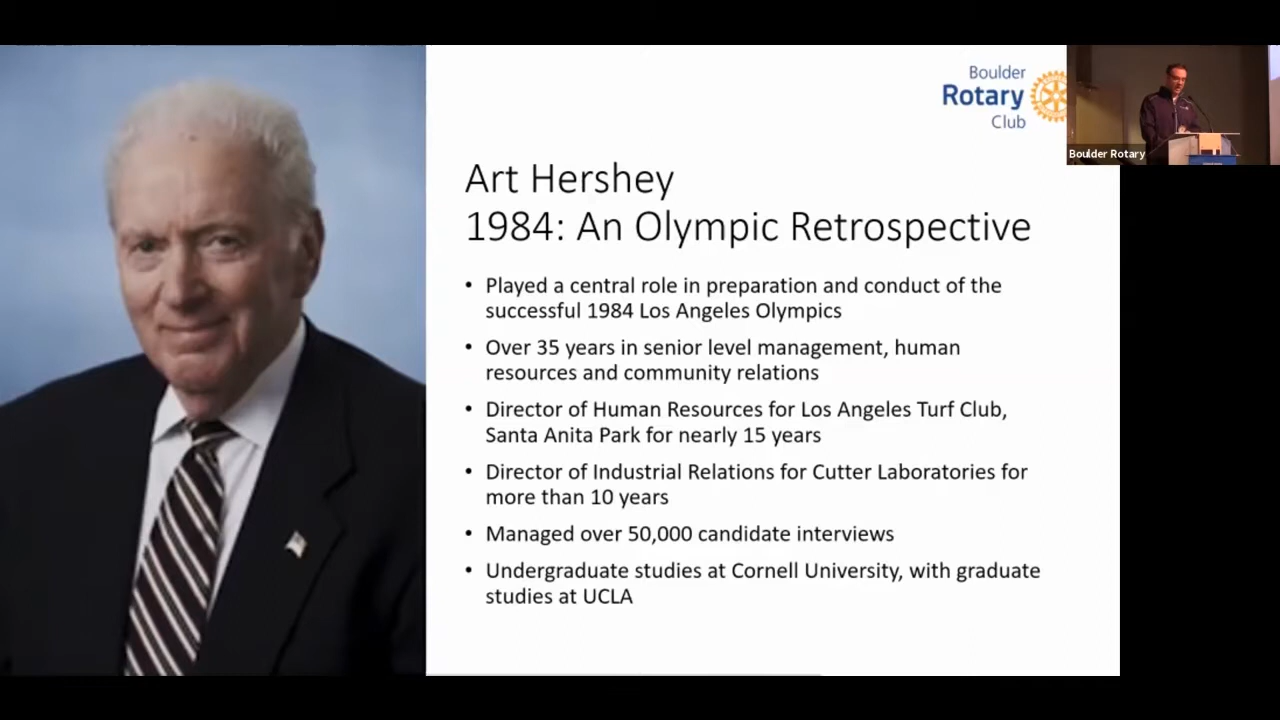 Boulder
Rotary
Club
Boulder Rotary
Art Hershey
1984: An Olympic Retrospective
• Played a central role in preparation and conduct of the
successful 1984 Los Angeles Olympics
• Over 35 years in senior level management, human
resources and community relations
• Director of Human Resources for Los Angeles Turf Club,
Santa Anita Park for nearly 15 years
• Director of Industrial Relations for Cutter Laboratories for
more than 10 years
• Managed over 50,000 candidate interviews
• Undergraduate studies at Cornell University, with graduate
studies at UCLA